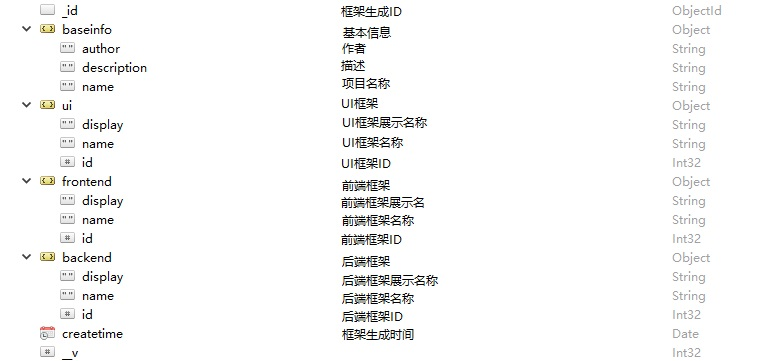 _id 框架生成ID ObjectId
baseinfo 基本信息 Object
author 作者 String
description 描述 String
name 项目名称 String
ui UI框架 Object
display UI框架展示名称 String
name UI框架名称 String
id UI框架ID Int32
frontend 前端框架 Object
display 前端框架展示名 String
name 前端框架名称 String
id 前端框架ID Int32
backend 后端框架 Object
display 后端框架展示名称 String
name 后端框架名称 String
id 后端框架ID Int32
createtime 框架生成时间 Date
__v Int32